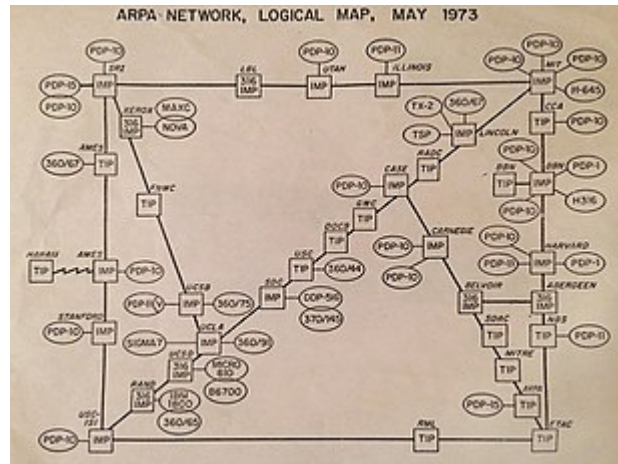 ARPA NETWORK, LOGICAL MAP, MAY 1973
PDP-10
PDP-10
PDP-11
PDP-10
PDP-10
PDP-10
SRI
LBL
UTAH
ILLINOIS
MIT
PDP-15
IMP
316
IMP
IMP
IMP
IMP
H-645
PDP-10
XEROX
MAXC
316
IMP
NOVA
TX-2
360/67
CCA
TIP
PDP-10
TSP
IMP
LINCOLN
AMES
360/67
TIP
RADC
TIP
PDP-10
BBN
BBN
PDP-1
TIP
IMP
CASE
PDP-10
IMP
PDP-10
H316
FNWC
TIP
GWC
TIP
DOCB
TIP
CARNEGIE
PDP-10
IMP
PDP-10
PDP-10
HARVARD
PDP-11
IMP
PDP-1
HAWAII
TIP
AMES
IMP
PDP-10
USC
TIP
360/44
SDC
IMP
DDP-516
370/145
BELVOIR
316
IMP
ABERDEEN
316
IMP
UCSB
PDP-11
IMP
360/75
STANFORD
PDP-10
IMP
SDAC
TIP
NBS
TIP
PDP-11
UCLA
SIGMA7
IMP
360/91
UCSD
316
IMP
MICRO
810
B6700
MITRE
TIP
RAND
316
IMP
IBM
1800
360/65
ARPA
PDP-15
TIP
USC-
ISI
PDP-10
IMP
RML
TIP
ETAC
TIP